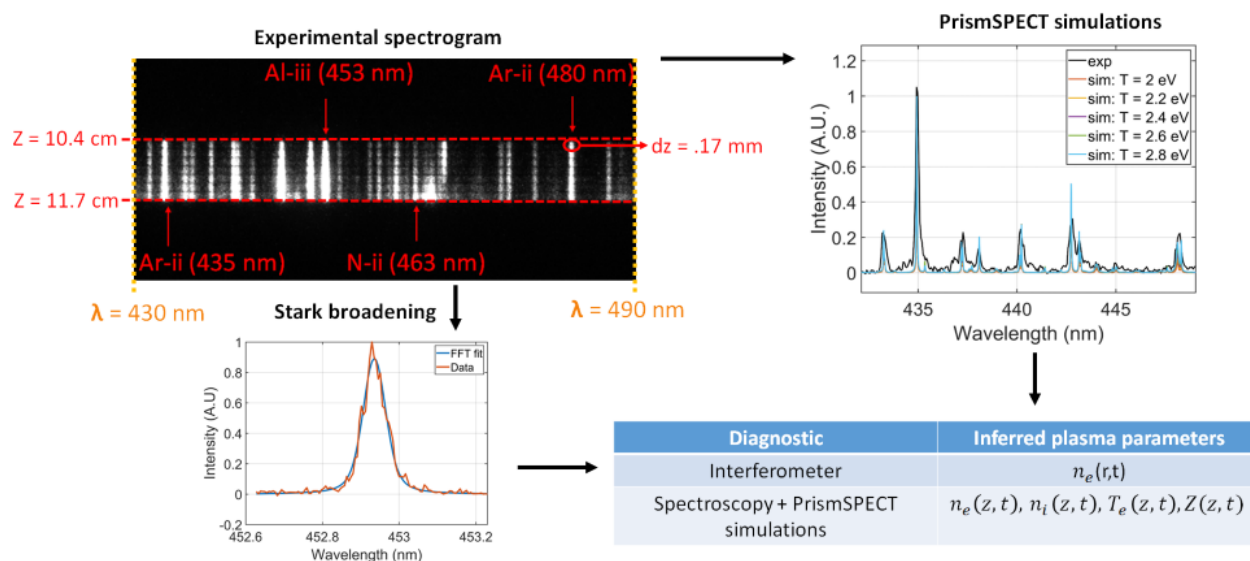 Experimental spectrogram
Al-iii (453 nm)
Ar-ii (480 nm)
Z = 10.4 cm
dz = .17 mm
Z = 11.7 cm
Ar-ii (435 nm)
N-ii (463 nm)
λ = 430 nm
λ = 490 nm
PrismSPECT simulations
1.2
1
0.8
0.6
0.4
0.2
0
Intensity (A.U.)
exp
sim: T = 2 eV
sim: T = 2.2 eV
sim: T = 2.4 eV
sim: T = 2.6 eV
sim: T = 2.8 eV
435
440
445
Wavelength (nm)
Stark broadening
1
0.8
0.6
0.4
0.2
0
-0.2
Intensity (A.U)
FFT fit
Data
452.6
452.8
453
453.2
Wavelength (nm)
Diagnostic
Inferred plasma parameters
Interferometer
n_e(r,t)
Spectroscopy + PrismSPECT
simulations
n_e(z, t), n_i(z, t), T_e(z, t), Z(z, t)